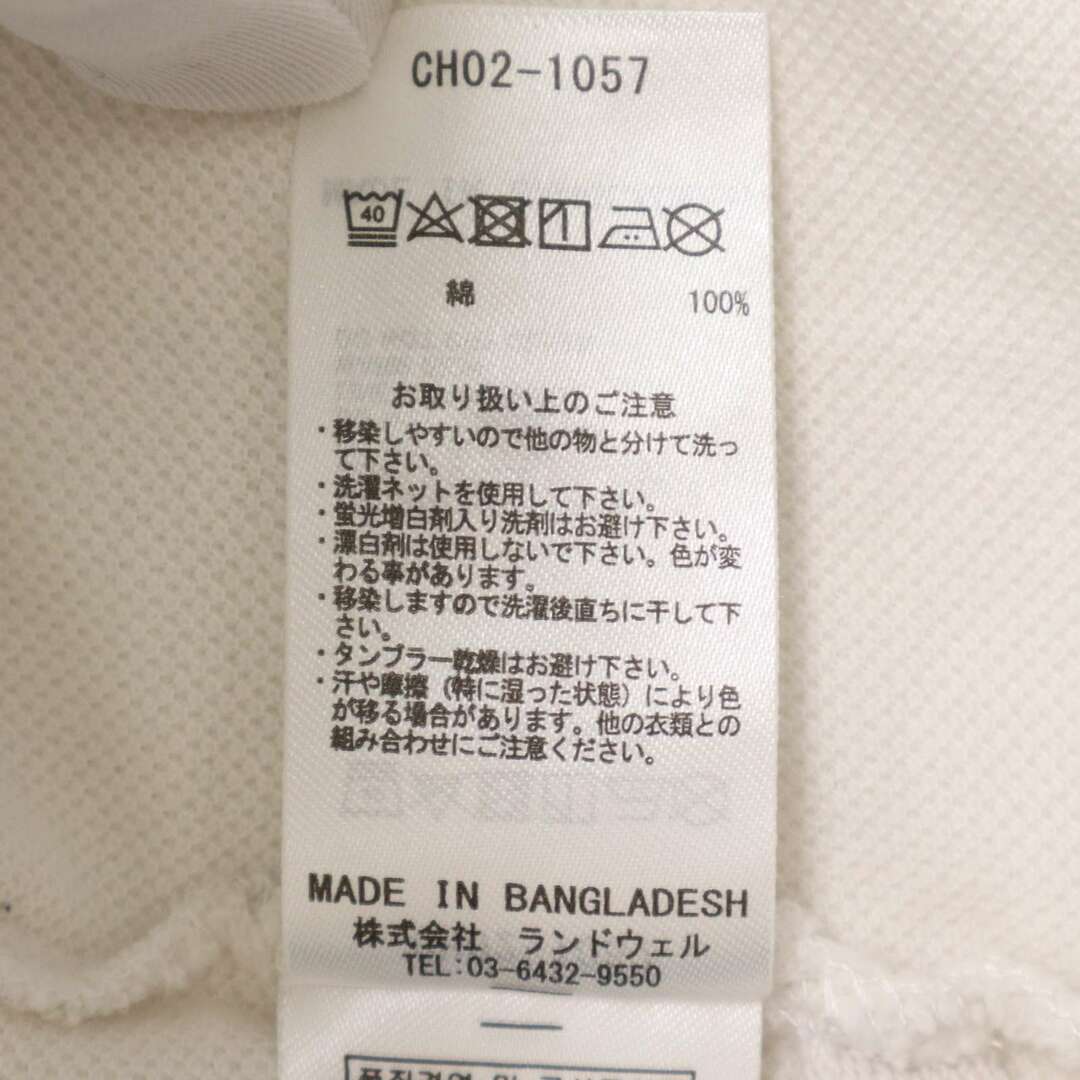 CH02-1057
40
綿 100%
お取り扱い上のご注意
・移染しやすいので他の物と分けて洗っ
て下さい。
・洗濯ネットを使用して下さい。
・蛍光増白剤入り洗剤はお避け下さい。
・漂白剤は使用しないで下さい。色が変
わる事があります。
・移染しますので洗濯後直ちに干して下
さい。
・タンブラー乾燥はお避け下さい。
・汗や摩擦（特に湿った状態）により色
が移る場合があります。他の衣類との
組み合わせにご注意ください。
MADE IN BANGLADESH
株式会社 ランドウェル
TEL:03-6432-9550